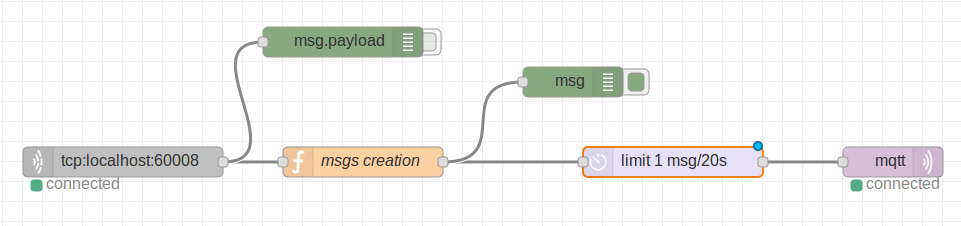 msg.payload
msg
tcp:localhost:60008
msgs creation
limit 1 msg/20s
mqtt
connected
connected